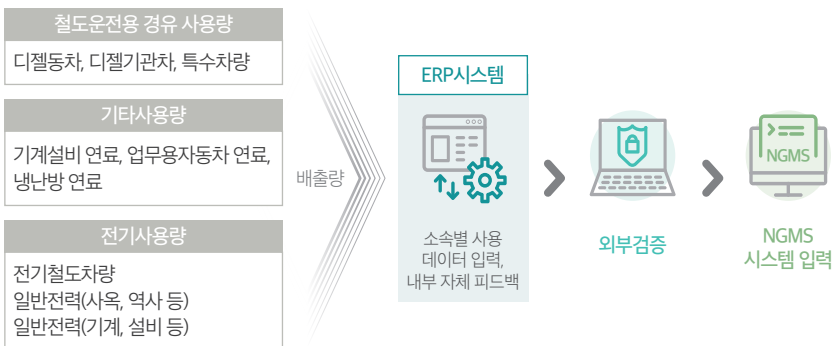 철도운전용 경유 사용량
디젤동차, 디젤기관차, 특수차량
기타사용량
기계설비 연료, 업무용자동차 연료,
냉난방 연료
전기사용량
전기철도차량
일반전력(사옥, 역사 등)
일반전력(기계, 설비 등)
배출량
ERP시스템
소속별 사용
데이터 입력,
내부 자체 피드백
외부검증
NGMS
NGMS
시스템 입력